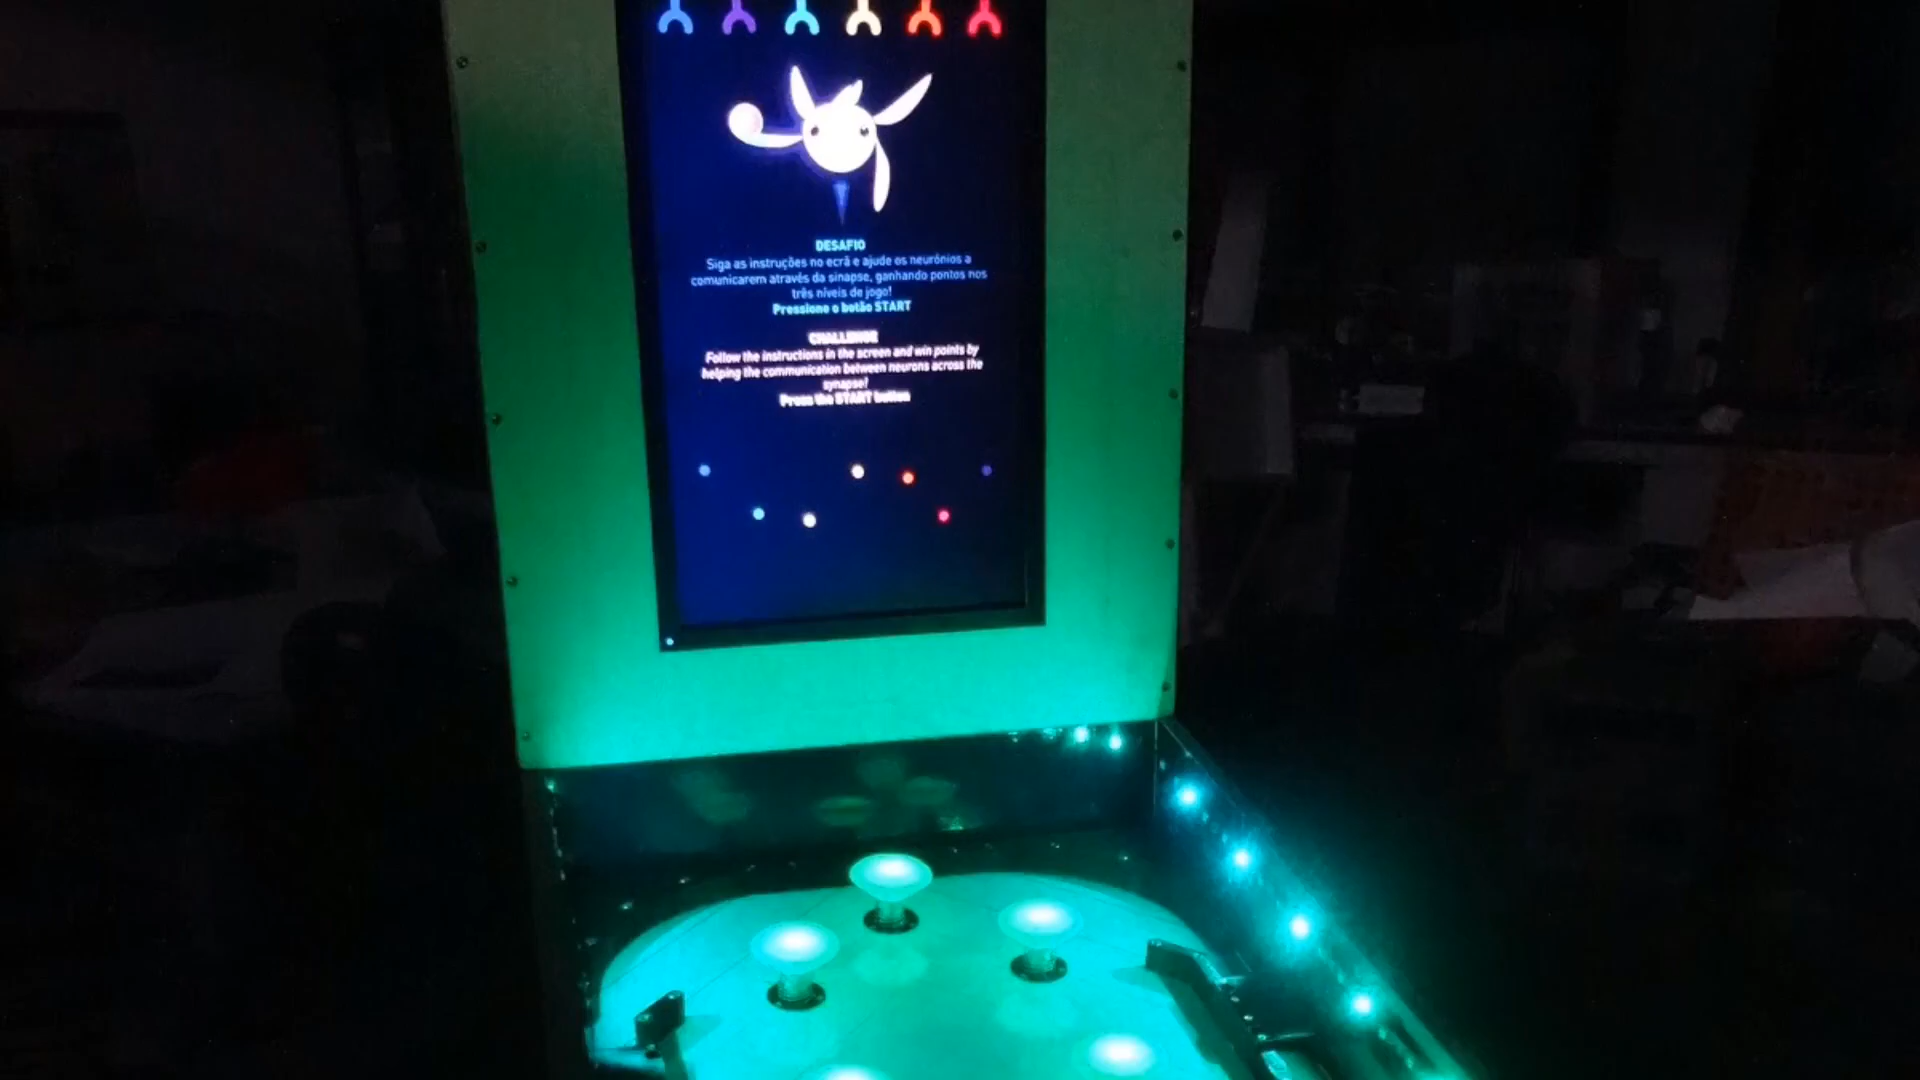 DESAFIO
Siga as instruções no ecrã e ajude os neurónios a
comunicarem através da sinapse, ganhando pontos nos
três níveis de jogo!
Pressione o botão START
CHALLENGE
Follow the instructions in the screen and win points by
helping the communication between neurons across the
synapse!
Press the START button